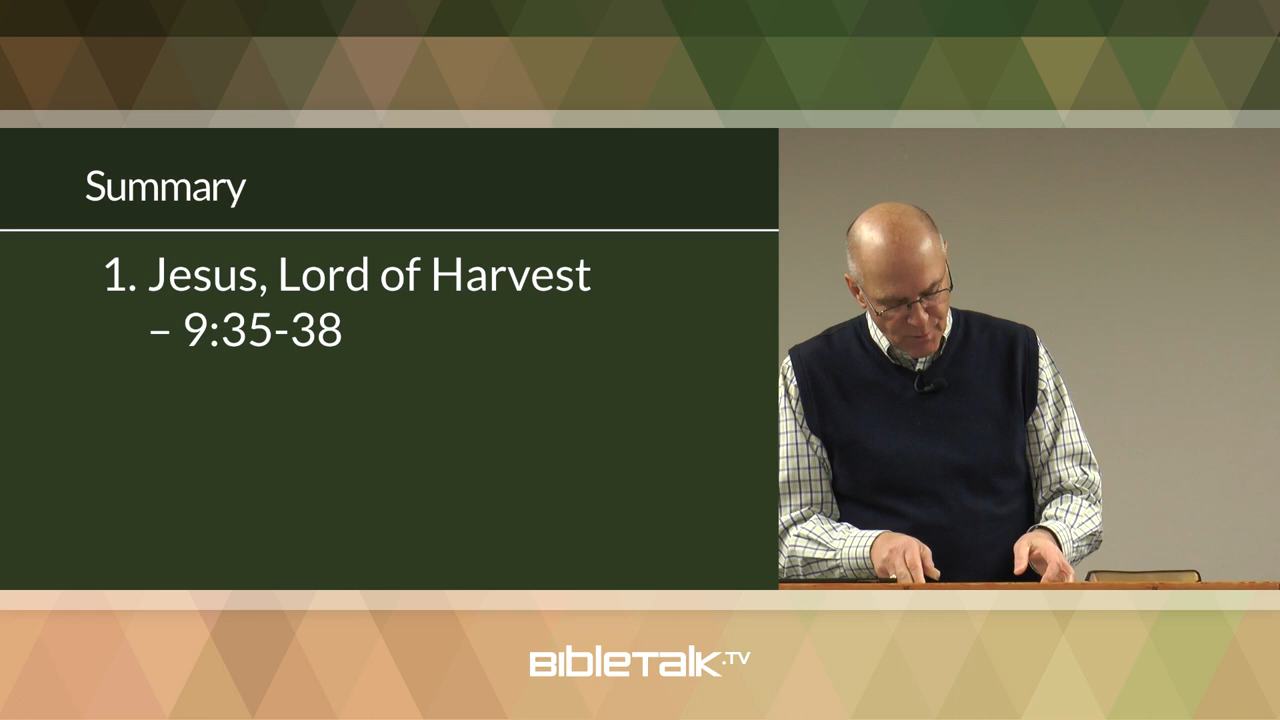 Summary
1. Jesus, Lord of Harvest
– 9:35-38
BibleTalk.TV